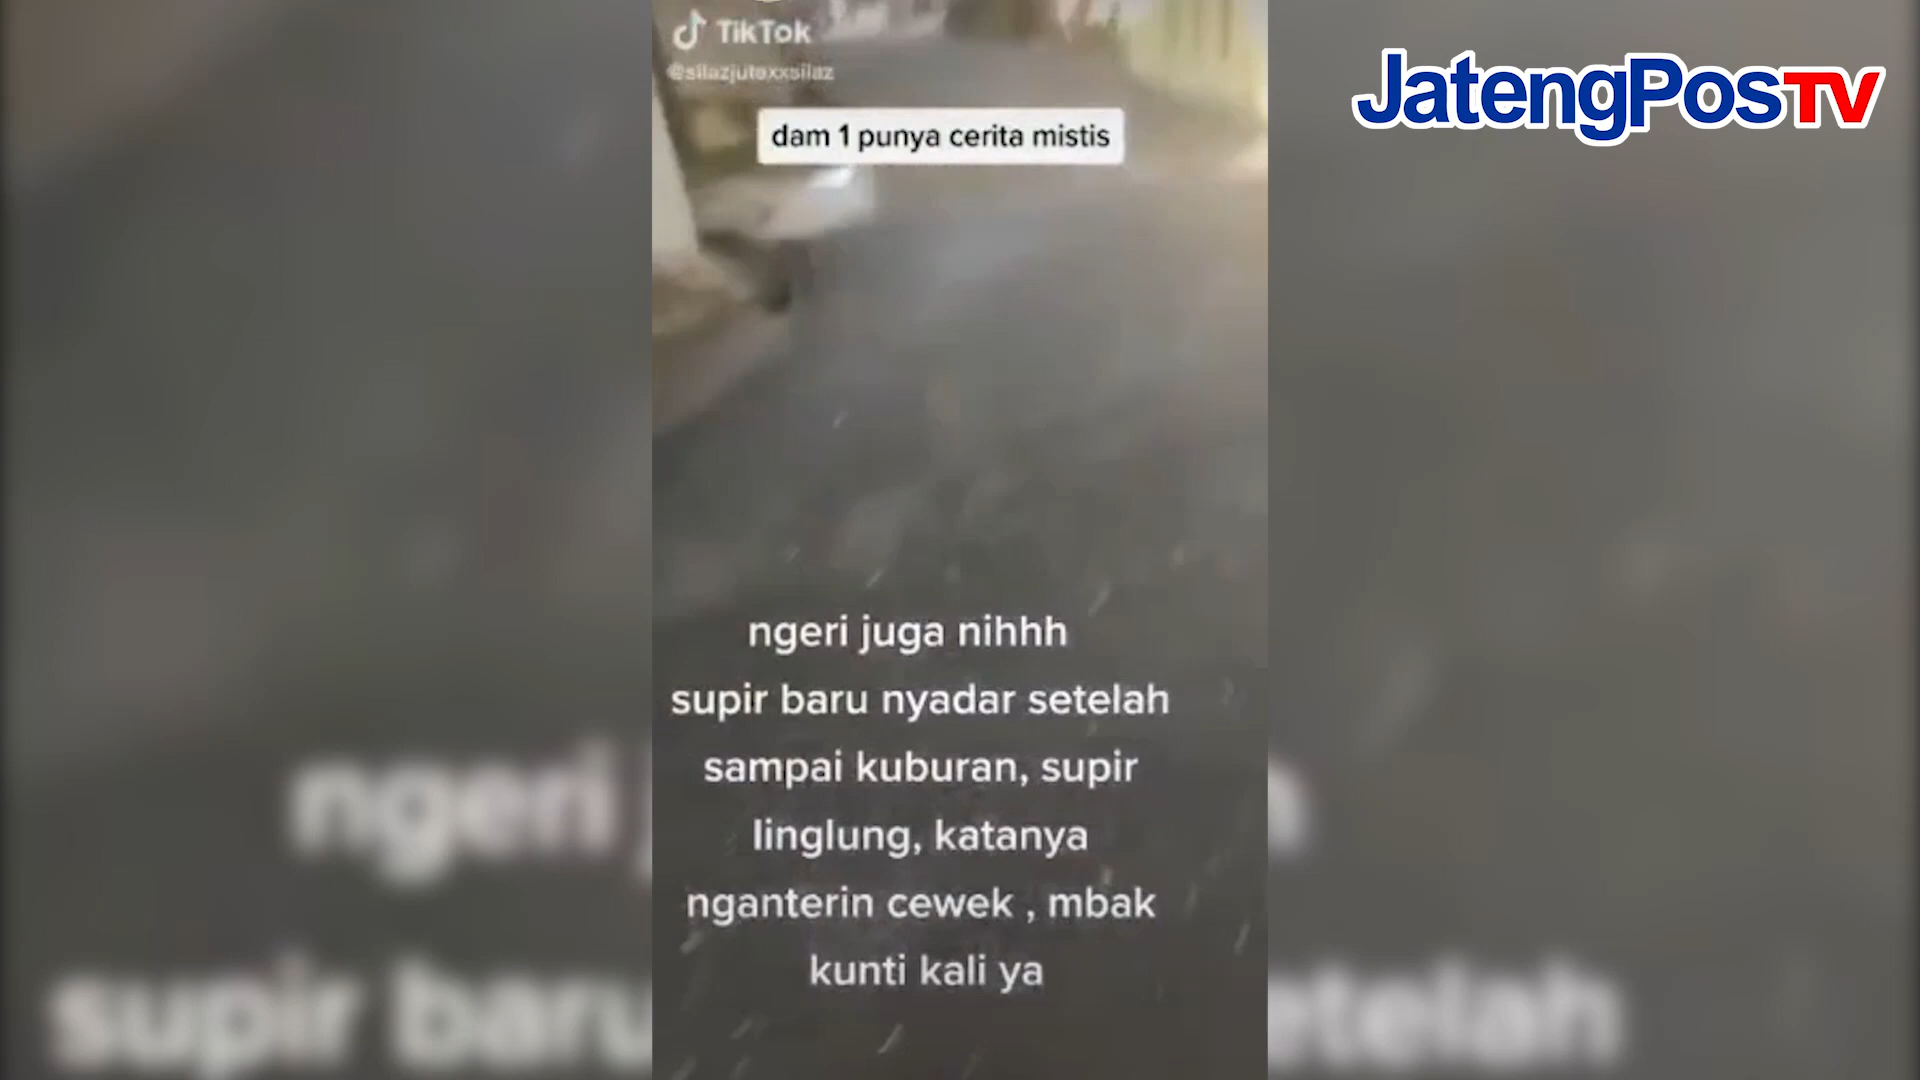 TikTok
@silazjutexxsilaz
JatengPosTV
dam 1 punya cerita mistis
ngeri juga nihhh
supir baru nyadar setelah
sampai kuburan, supir
linglung, katanya
nganterin cewek , mbak
kunti kali ya